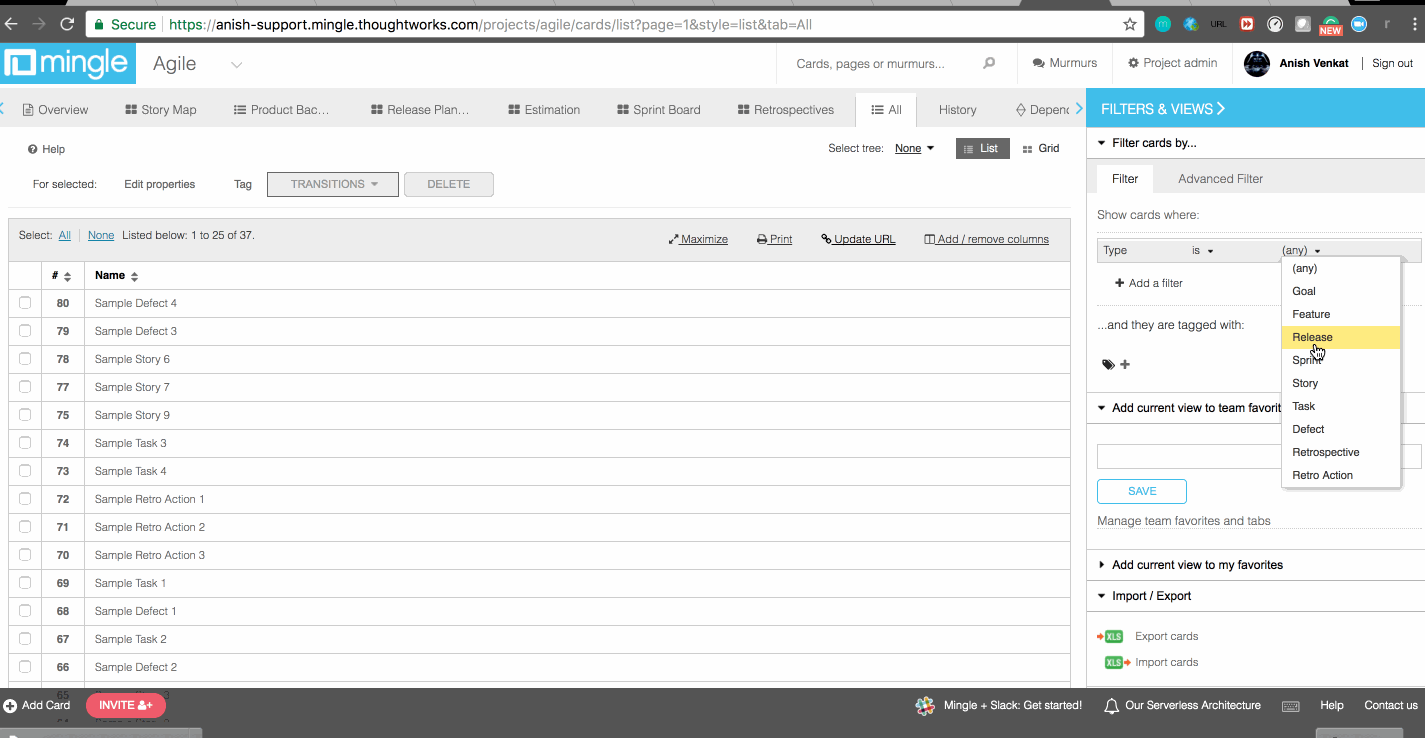 Secure | https://anish-support.mingle.thoughtworks.com/projects/agile/cards/list?page=1&style=list&tab=All
URL
NEW
r
mingle
Agile
Cards, pages or murmurs...
Murmurs
Project admin
Anish Venkat
Sign out
Overview
Story Map
Product Bac...
Release Plan...
Estimation
Sprint Board
Retrospectives
All
History
Depend
Help
Select tree: None
List
Grid
For selected:
Edit properties
Tag
TRANSITIONS
DELETE
Select: All | None Listed below: 1 to 25 of 37.
Maximize
Print
Update URL
Add / remove columns
# Name
80 Sample Defect 4
79 Sample Defect 3
78 Sample Story 6
77 Sample Story 7
75 Sample Story 9
74 Sample Task 3
73 Sample Task 4
72 Sample Retro Action 1
71 Sample Retro Action 2
70 Sample Retro Action 3
69 Sample Task 1
68 Sample Defect 1
67 Sample Task 2
66 Sample Defect 2
65
FILTERS & VIEWS
Filter cards by...
Filter
Advanced Filter
Show cards where:
Type is (any)
(any)
Goal
Feature
Release
Sprint
Story
Task
Defect
Retrospective
Retro Action
+ Add a filter
...and they are tagged with:
Add current view to team favorit
SAVE
Manage team favorites and tabs
Add current view to my favorites
Import / Export
XLS Export cards
XLS Import cards
Add Card
INVITE
Mingle + Slack: Get started!
Our Serverless Architecture
Help
Contact us